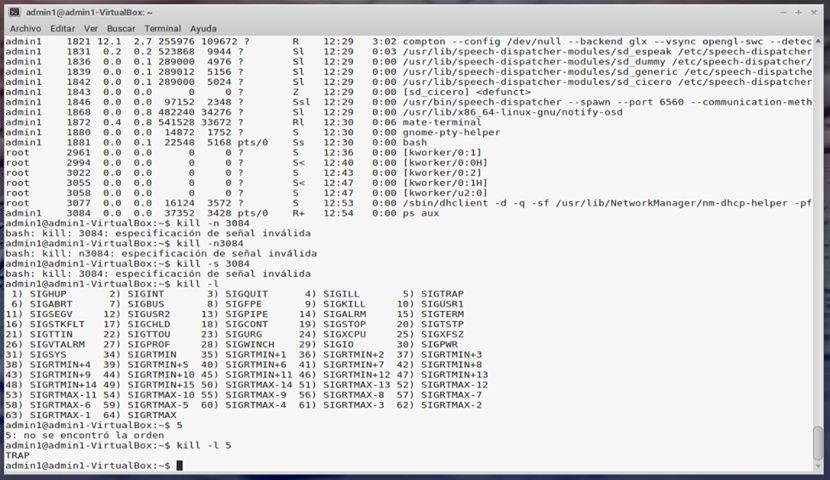 admin1@admin1-VirtualBox: ~
Archivo Editar Ver Buscar Terminal Ayuda
admin1 1821 12.1 2.7 255976 109672 ? R 12:29 3:02 compton --config /dev/null --backend glx --vsync opengl-swc --detec
admin1 1831 0.2 0.2 523868 9944 ? Sl 12:29 0:03 /usr/lib/speech-dispatcher-modules/sd_espeak /etc/speech-dispatcher
admin1 1836 0.0 0.1 289000 4976 ? Sl 12:29 0:00 /usr/lib/speech-dispatcher-modules/sd_dummy /etc/speech-dispatcher/
admin1 1839 0.0 0.1 289012 5156 ? Sl 12:29 0:00 /usr/lib/speech-dispatcher-modules/sd_generic /etc/speech-dispatche
admin1 1842 0.0 0.1 289000 5024 ? Sl 12:29 0:00 /usr/lib/speech-dispatcher-modules/sd_cicero /etc/speech-dispatcher
admin1 1843 0.0 0.0 0 0 ? Z 12:29 0:00 [sd_cicero] <defunct>
admin1 1846 0.0 0.0 97152 2348 ? Ssl 12:29 0:00 /usr/bin/speech-dispatcher --spawn --port 6560 --communication-meth
admin1 1868 0.0 0.8 482240 34276 ? Sl 12:29 0:00 /usr/lib/x86_64-linux-gnu/notify-osd
admin1 1872 0.4 0.8 541528 33672 ? Rl 12:30 0:06 mate-terminal
admin1 1880 0.0 0.0 14872 1752 ? S 12:30 0:00 gnome-pty-helper
admin1 1881 0.0 0.1 22548 5168 pts/0 Ss 12:30 0:00 bash
root 2961 0.0 0.0 0 0 ? S 12:36 0:00 [kworker/0:1]
root 2994 0.0 0.0 0 0 ? S< 12:40 0:00 [kworker/0:0H]
root 3022 0.0 0.0 0 0 ? S 12:43 0:00 [kworker/0:2]
root 3055 0.0 0.0 0 0 ? S< 12:47 0:00 [kworker/0:1H]
root 3058 0.0 0.0 0 0 ? S 12:47 0:00 [kworker/u2:0]
root 3077 0.0 0.0 16124 3572 ? S 12:53 0:00 /sbin/dhclient -d -q -sf /usr/lib/NetworkManager/nm-dhcp-helper -pf
admin1 3084 0.0 0.0 37352 3428 pts/0 R+ 12:54 0:00 ps aux
admin1@admin1-VirtualBox:~$ kill -n 3084
bash: kill: 3084: especificación de señal inválida
admin1@admin1-VirtualBox:~$ kill -n3084
bash: kill: n3084: especificación de señal inválida
admin1@admin1-VirtualBox:~$ kill -s 3084
bash: kill: 3084: especificación de señal inválida
admin1@admin1-VirtualBox:~$ kill -l
1) SIGHUP 2) SIGINT 3) SIGQUIT 4) SIGILL 5) SIGTRAP
6) SIGABRT 7) SIGBUS 8) SIGFPE 9) SIGKILL 10) SIGUSR1
11) SIGSEGV 12) SIGUSR2 13) SIGPIPE 14) SIGALRM 15) SIGTERM
16) SIGSTKFLT 17) SIGCHLD 18) SIGCONT 19) SIGSTOP 20) SIGTSTP
21) SIGTTIN 22) SIGTTOU 23) SIGURG 24) SIGXCPU 25) SIGXFSZ
26) SIGVTALRM 27) SIGPROF 28) SIGWINCH 29) SIGIO 30) SIGPWR
31) SIGSYS 34) SIGRTMIN 35) SIGRTMIN+1 36) SIGRTMIN+2 37) SIGRTMIN+3
38) SIGRTMIN+4 39) SIGRTMIN+5 40) SIGRTMIN+6 41) SIGRTMIN+7 42) SIGRTMIN+8
43) SIGRTMIN+9 44) SIGRTMIN+10 45) SIGRTMIN+11 46) SIGRTMIN+12 47) SIGRTMIN+13
48) SIGRTMIN+14 49) SIGRTMIN+15 50) SIGRTMAX-14 51) SIGRTMAX-13 52) SIGRTMAX-12
53) SIGRTMAX-11 54) SIGRTMAX-10 55) SIGRTMAX-9 56) SIGRTMAX-8 57) SIGRTMAX-7
58) SIGRTMAX-6 59) SIGRTMAX-5 60) SIGRTMAX-4 61) SIGRTMAX-3 62) SIGRTMAX-2
63) SIGRTMAX-1 64) SIGRTMAX
admin1@admin1-VirtualBox:~$ 5
5: no se encontró la orden
admin1@admin1-VirtualBox:~$ kill -l 5
TRAP
admin1@admin1-VirtualBox:~$